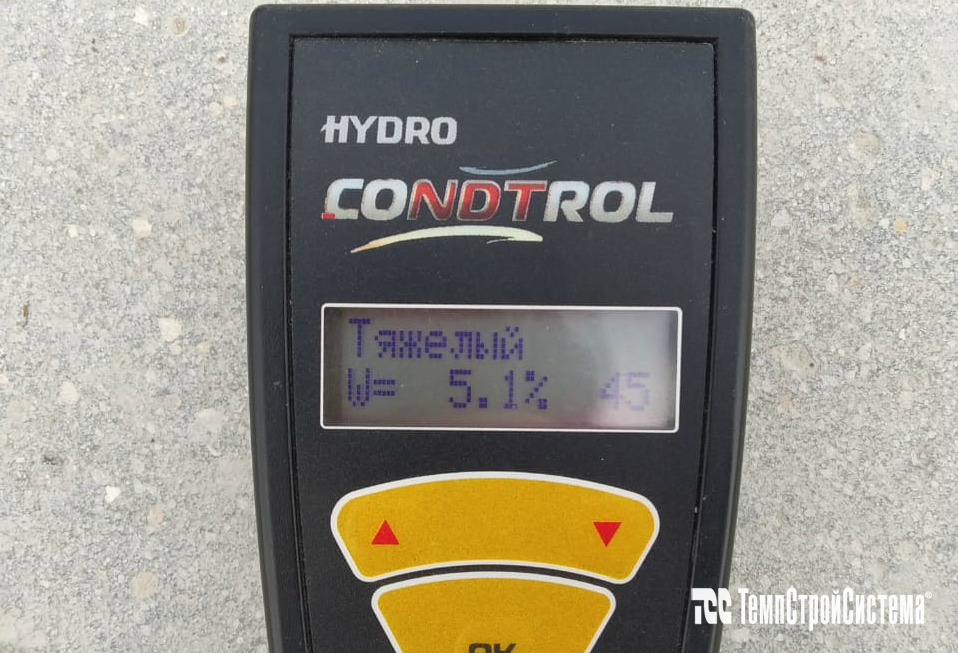 HYDRO
CONDTROL
Тяжелый
W= 5.1% 45
OK
ТемпСтройСистема®